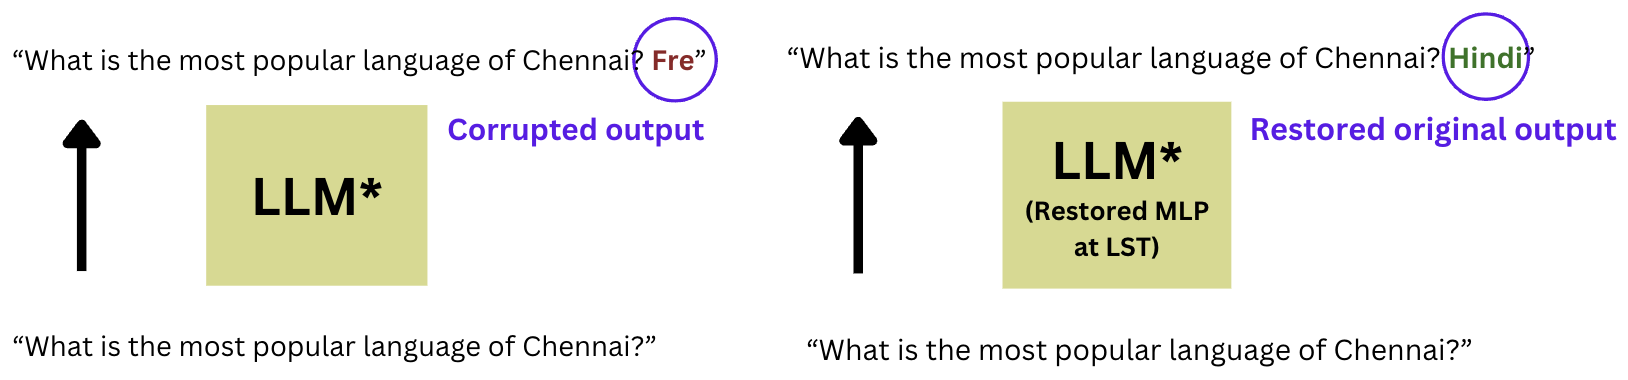 “What is the most popular language of Chennai? Fre”
Corrupted output
LLM*
“What is the most popular language of Chennai?”
“What is the most popular language of Chennai? Hindi”
Restored original output
LLM*
(Restored MLP
at LST)
“What is the most popular language of Chennai?”